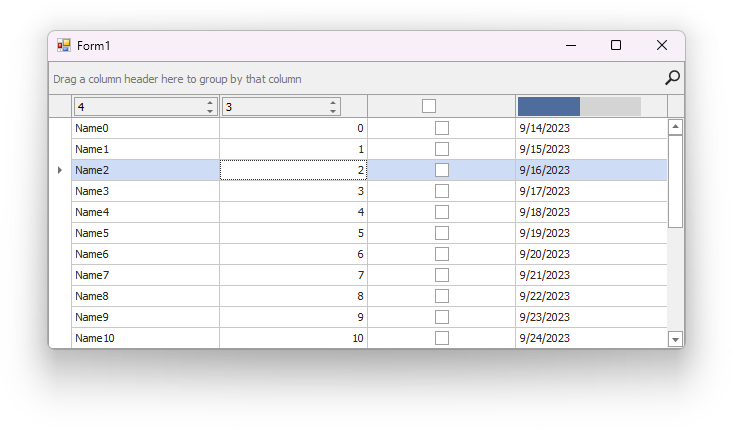 Form1
Drag a column header here to group by that column
4 3
Name0 0 9/14/2023
Name1 1 9/15/2023
Name2 2 9/16/2023
Name3 3 9/17/2023
Name4 4 9/18/2023
Name5 5 9/19/2023
Name6 6 9/20/2023
Name7 7 9/21/2023
Name8 8 9/22/2023
Name9 9 9/23/2023
Name10 10 9/24/2023